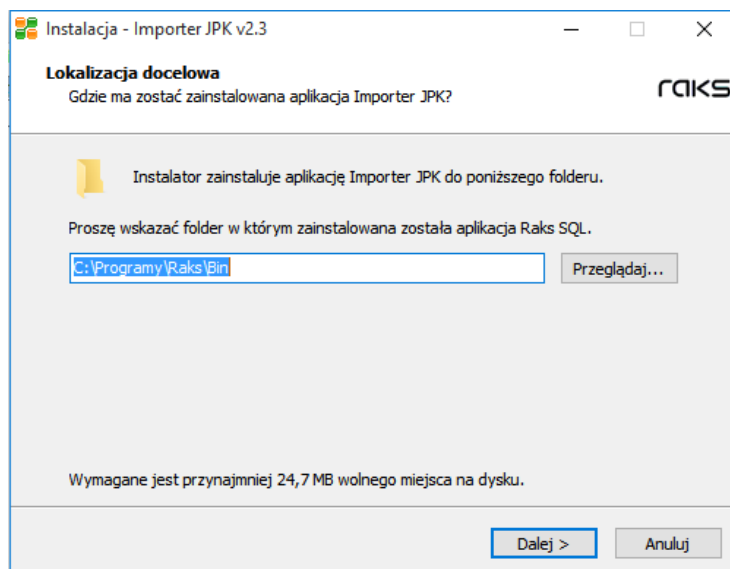 Instalacja - Importer JPK v2.3
Lokalizacja docelowa
Gdzie ma zostać zainstalowana aplikacja Importer JPK?
raks
Instalator zainstaluje aplikację Importer JPK do poniższego folderu.
Proszę wskazać folder w którym zainstalowana została aplikacja Raks SQL.
C:\Programy\Raks\Bin
Przeglądaj...
Wymagane jest przynajmniej 24,7 MB wolnego miejsca na dysku.
Dalej >
Anuluj